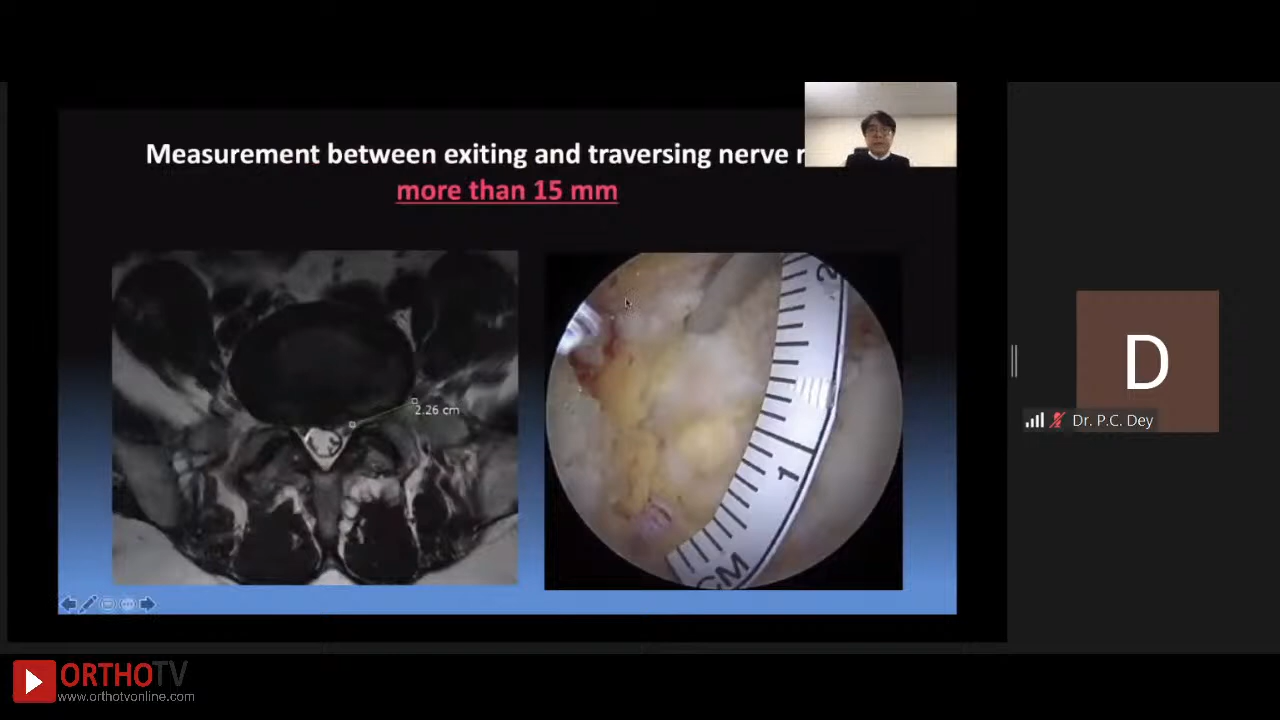 Measurement between exiting and traversing nerve
more than 15 mm
2.26 cm
2
1
CM
D
Dr. P.C. Dey
ORTHOTV
www.orthotvonline.com